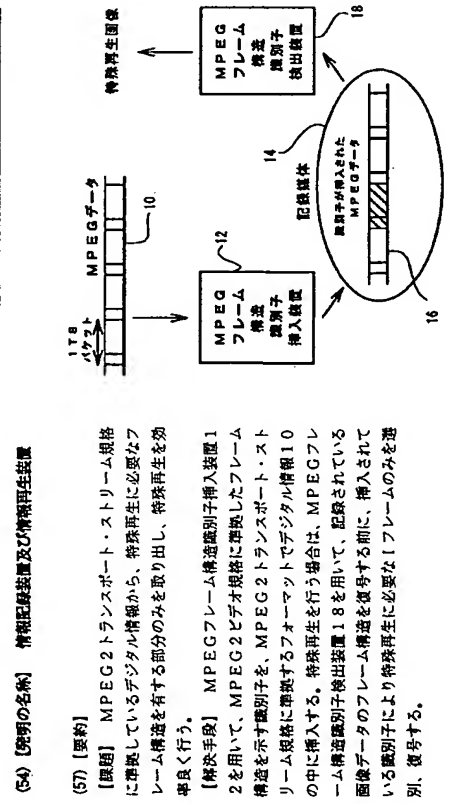 (54)【発明の名称】 情報記録装置及び情報再生装置
(57)【要約】
【課題】 MPEG2トランスポート・ストリーム規格
に準拠しているデジタル情報から、特殊再生に必要なフ
レーム構造を有する部分のみを取り出し、特殊再生を効
率良く行う。
【解決手段】 MPEGフレーム構造識別子挿入装置1
2を用いて、MPEG2ビデオ規格に準拠したフレーム
構造を示す識別子を、MPEG2トランスポート・スト
リーム規格に準拠するフォーマットでデジタル情報10
の中に挿入する。特殊再生を行う場合は、MPEGフレ
ーム構造識別子検出装置18を用いて、記録されている
画像データのフレーム構造を復号する前に、挿入されて
いる識別子により特殊再生に必要なIフレームのみを選
別、復号する。
1TS
パケット
MPEGデータ
10
12
MPEG
フレーム
構造
識別子
挿入装置
特殊再生画像
18
MPEG
フレーム
構造
識別子
検出装置
14
記録媒体
識別子が挿入された
MPEGデータ
16